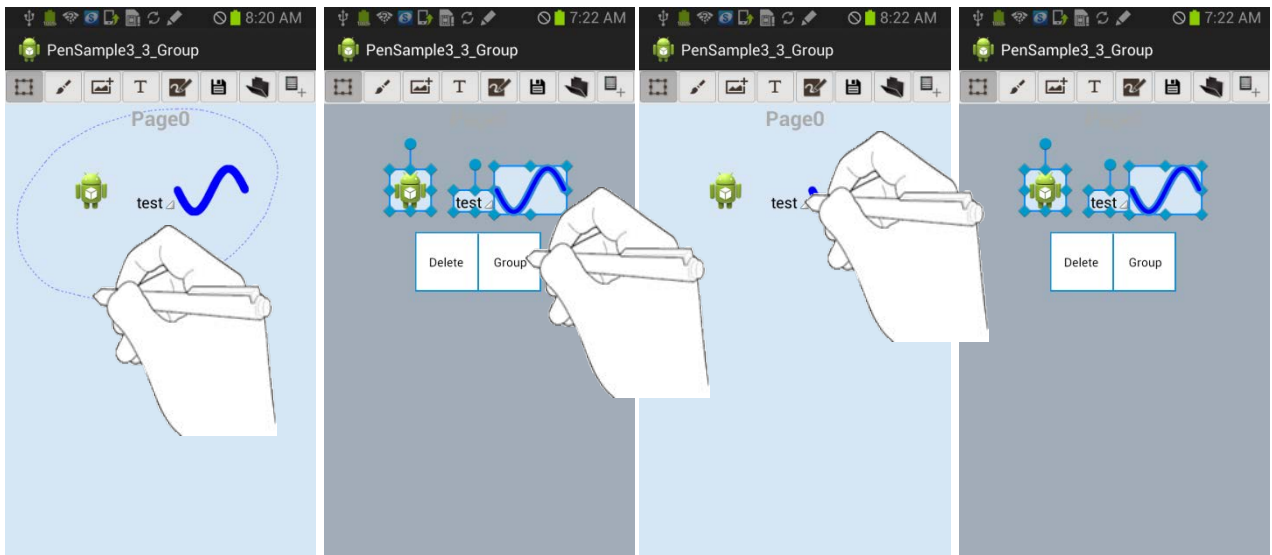 8:20 AM
PenSample3_3_Group
T
Page0
test
7:22 AM
PenSample3_3_Group
T
test
Delete
Group
8:22 AM
PenSample3_3_Group
T
Page0
test
7:22 AM
PenSample3_3_Group
T
test
Delete
Group